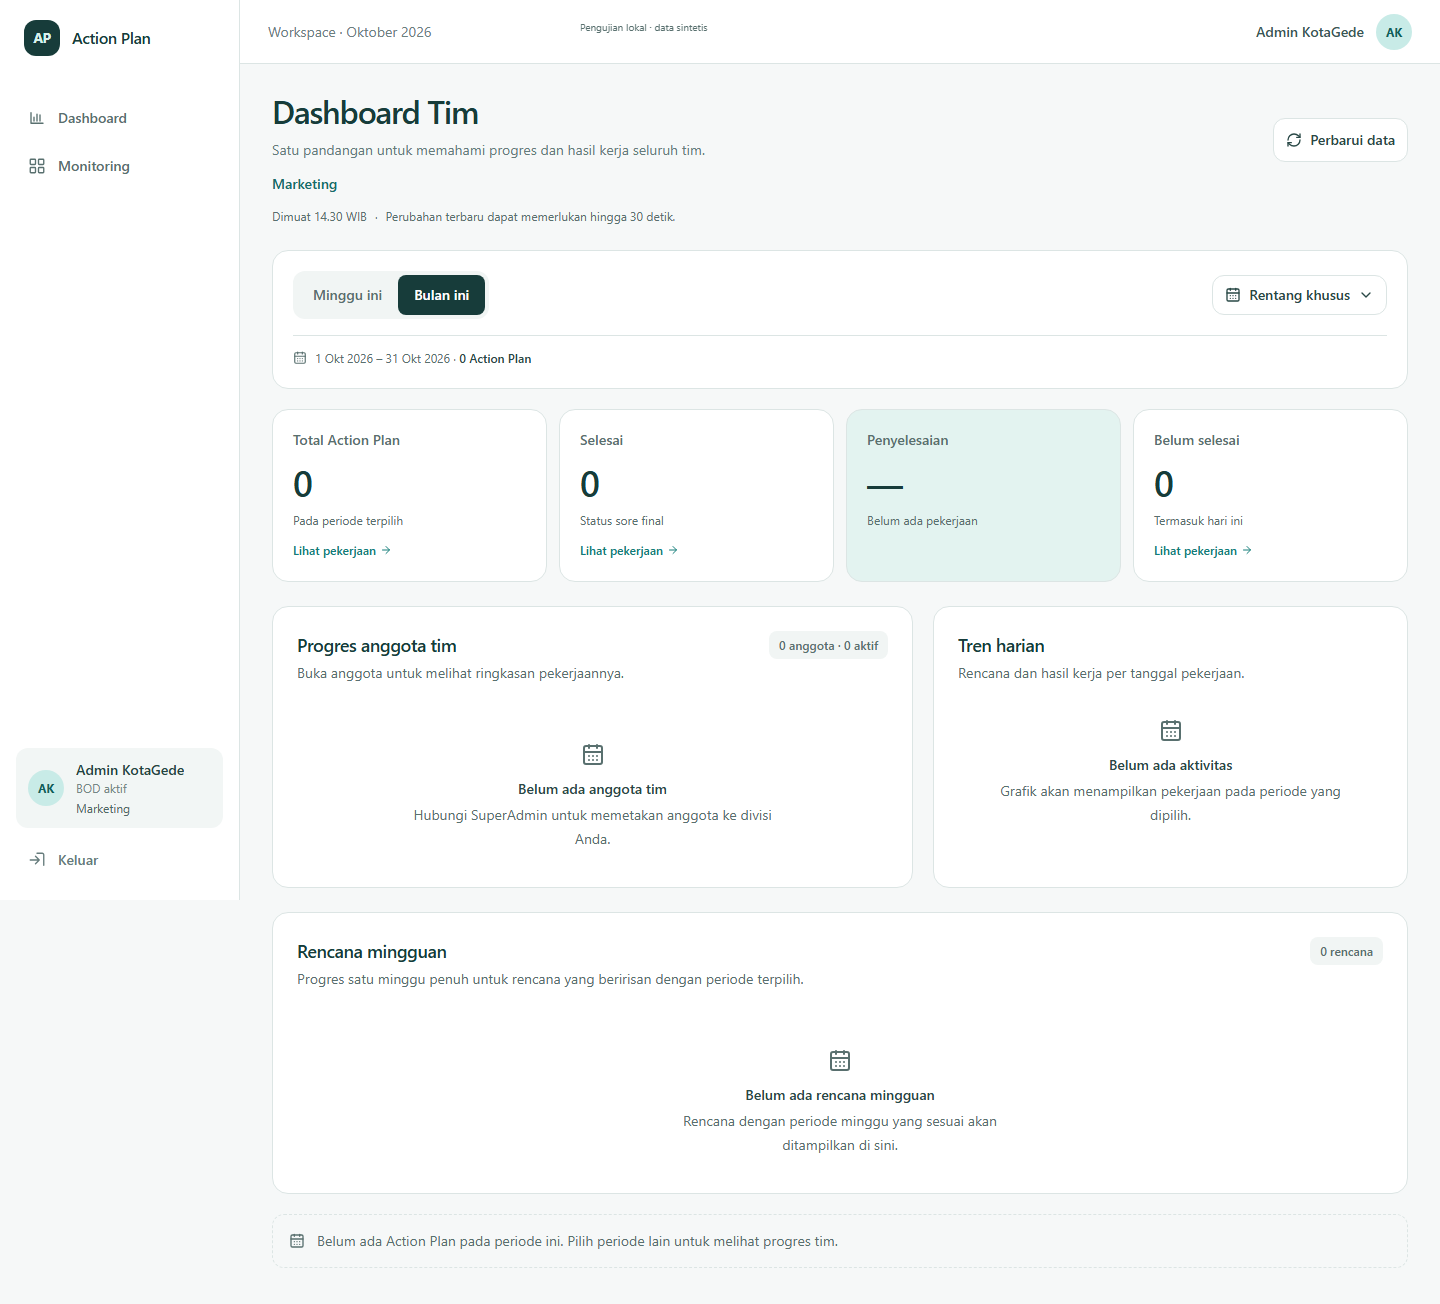 AP
Action Plan
Workspace · Oktober 2026
Pengujian lokal · data sintetis
Admin KotaGede
AK
Dashboard
Monitoring
Dashboard Tim
Satu pandangan untuk memahami progres dan hasil kerja seluruh tim.
Marketing
Dimuat 14.30 WIB · Perubahan terbaru dapat memerlukan hingga 30 detik.
Perbarui data
Minggu ini
Bulan ini
Rentang khusus
1 Okt 2026 – 31 Okt 2026 · 0 Action Plan
Total Action Plan
0
Pada periode terpilih
Lihat pekerjaan →
Selesai
0
Status sore final
Lihat pekerjaan →
Penyelesaian
—
Belum ada pekerjaan
Belum selesai
0
Termasuk hari ini
Lihat pekerjaan →
Progres anggota tim
0 anggota · 0 aktif
Buka anggota untuk melihat ringkasan pekerjaannya.
Belum ada anggota tim
Hubungi SuperAdmin untuk memetakan anggota ke divisi
Anda.
Tren harian
Rencana dan hasil kerja per tanggal pekerjaan.
Belum ada aktivitas
Grafik akan menampilkan pekerjaan pada periode yang
dipilih.
AK
Admin KotaGede
BOD aktif
Marketing
Keluar
Rencana mingguan
0 rencana
Progres satu minggu penuh untuk rencana yang beririsan dengan periode terpilih.
Belum ada rencana mingguan
Rencana dengan periode minggu yang sesuai akan
ditampilkan di sini.
Belum ada Action Plan pada periode ini. Pilih periode lain untuk melihat progres tim.